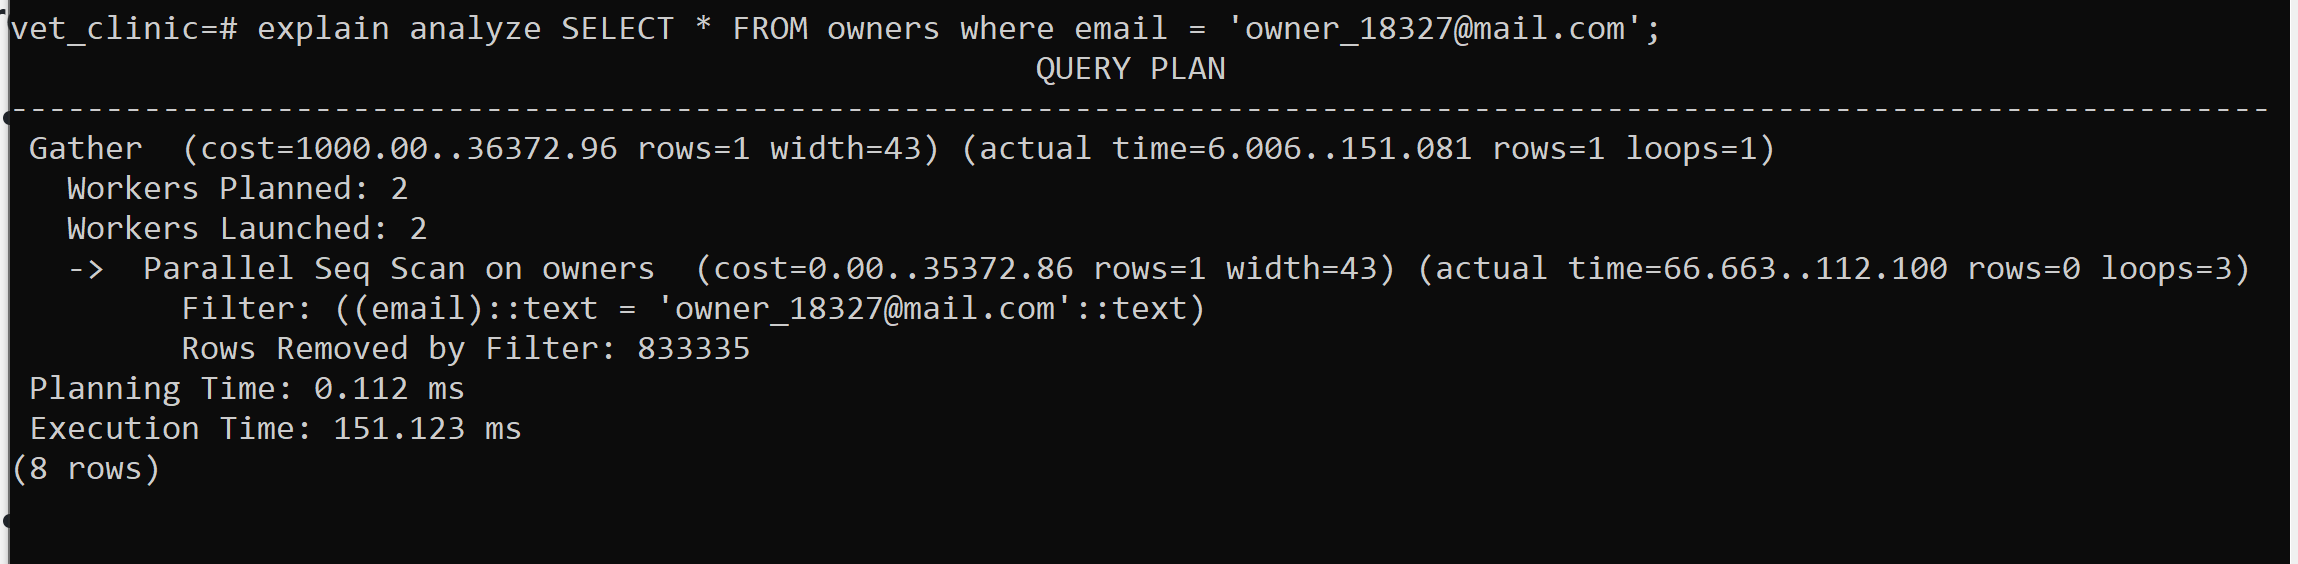 vet_clinic=# explain analyze SELECT * FROM owners where email = 'owner_18327@mail.com';
QUERY PLAN
-----------------------------------------------------------------------------------------------------------------------
Gather  (cost=1000.00..36372.96 rows=1 width=43) (actual time=6.006..151.081 rows=1 loops=1)
Workers Planned: 2
Workers Launched: 2
->  Parallel Seq Scan on owners  (cost=0.00..35372.86 rows=1 width=43) (actual time=66.663..112.100 rows=0 loops=3)
Filter: ((email)::text = 'owner_18327@mail.com'::text)
Rows Removed by Filter: 833335
Planning Time: 0.112 ms
Execution Time: 151.123 ms
(8 rows)